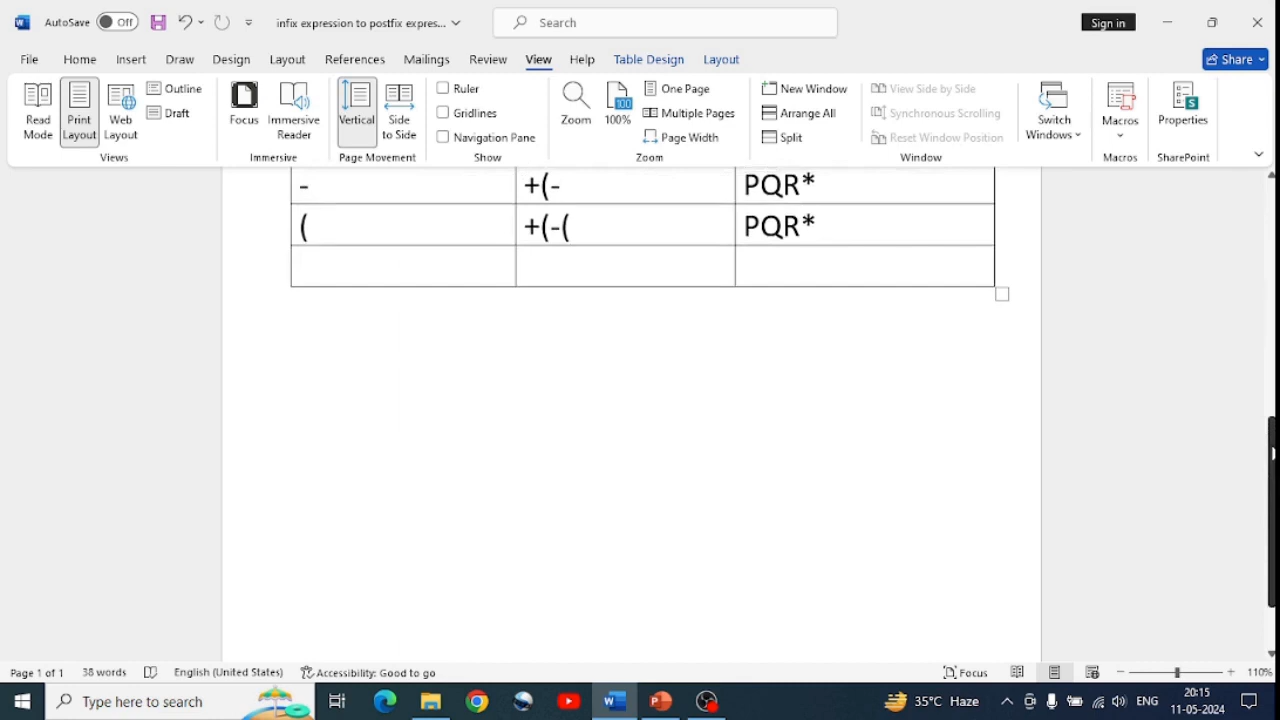 AutoSave Off infix expression to postfix expres... Search Sign in
File Home Insert Draw Design Layout References Mailings Review View Help Table Design Layout Share
Read Mode Print Layout Web Layout Outline Draft Focus Immersive Reader Vertical Side to Side Ruler Gridlines Navigation Pane Zoom 100 100% One Page Multiple Pages Page Width New Window Arrange All Split View Side by Side Synchronous Scrolling Reset Window Position Switch Windows Macros Properties
Views Immersive Page Movement Show Zoom Window Macros SharePoint
- +(- PQR*
( +(-( PQR*
Page 1 of 1 38 words English (United States) Accessibility: Good to go Focus 110%
Type here to search 35°C Haze ENG 20:15
11-05-2024